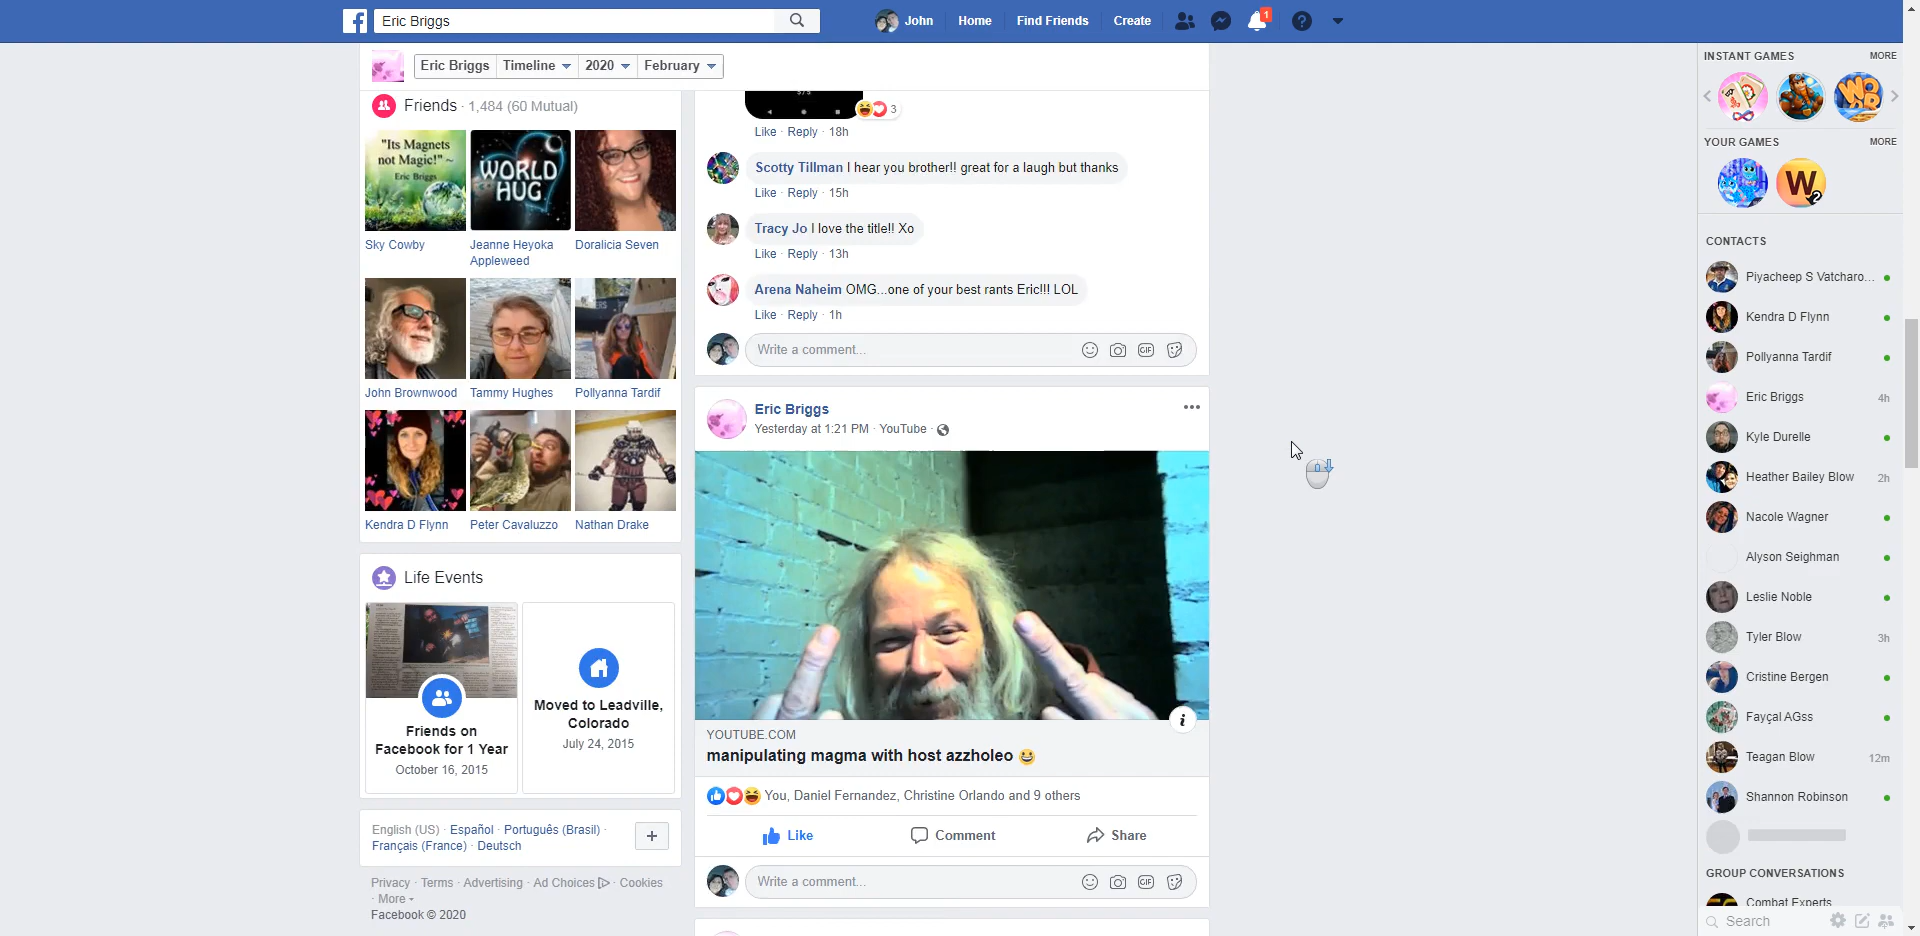 Eric Briggs
John
Home
Find Friends
Create
1
Eric Briggs
Timeline
2020
February
Friends · 1,484 (60 Mutual)
"Its Magnets
not Magic!" ~
Eric Briggs
WORLD
HUG
Sky Cowby
Jeanne Heyoka
Appleweed
Doralicia Seven
John Brownwood
Tammy Hughes
Pollyanna Tardif
Kendra D Flynn
Peter Cavaluzzo
Nathan Drake
Life Events
Friends on
Facebook for 1 Year
October 16, 2015
Moved to Leadville,
Colorado
July 24, 2015
English (US) · Español · Português (Brasil) ·
Français (France) · Deutsch
Privacy · Terms · Advertising · Ad Choices · Cookies
· More
Facebook © 2020
3
Like · Reply · 18h
Scotty Tillman I hear you brother!! great for a laugh but thanks
Like · Reply · 15h
Tracy Jo I love the title!! Xo
Like · Reply · 13h
Arena Naheim OMG...one of your best rants Eric!!! LOL
Like · Reply · 1h
Write a comment...
GIF
Eric Briggs
Yesterday at 1:21 PM · YouTube ·
YOUTUBE.COM
manipulating magma with host azzholeo 😀
You, Daniel Fernandez, Christine Orlando and 9 others
Like
Comment
Share
Write a comment...
GIF
INSTANT GAMES
MORE
YOUR GAMES
MORE
W
2
CONTACTS
Piyacheep S Vatcharo...
Kendra D Flynn
Pollyanna Tardif
Eric Briggs
4h
Kyle Durelle
Heather Bailey Blow
2h
Nacole Wagner
Alyson Seighman
Leslie Noble
Tyler Blow
3h
Cristine Bergen
Fayçal AGss
Teagan Blow
12m
Shannon Robinson
GROUP CONVERSATIONS
Combat Experts
Search